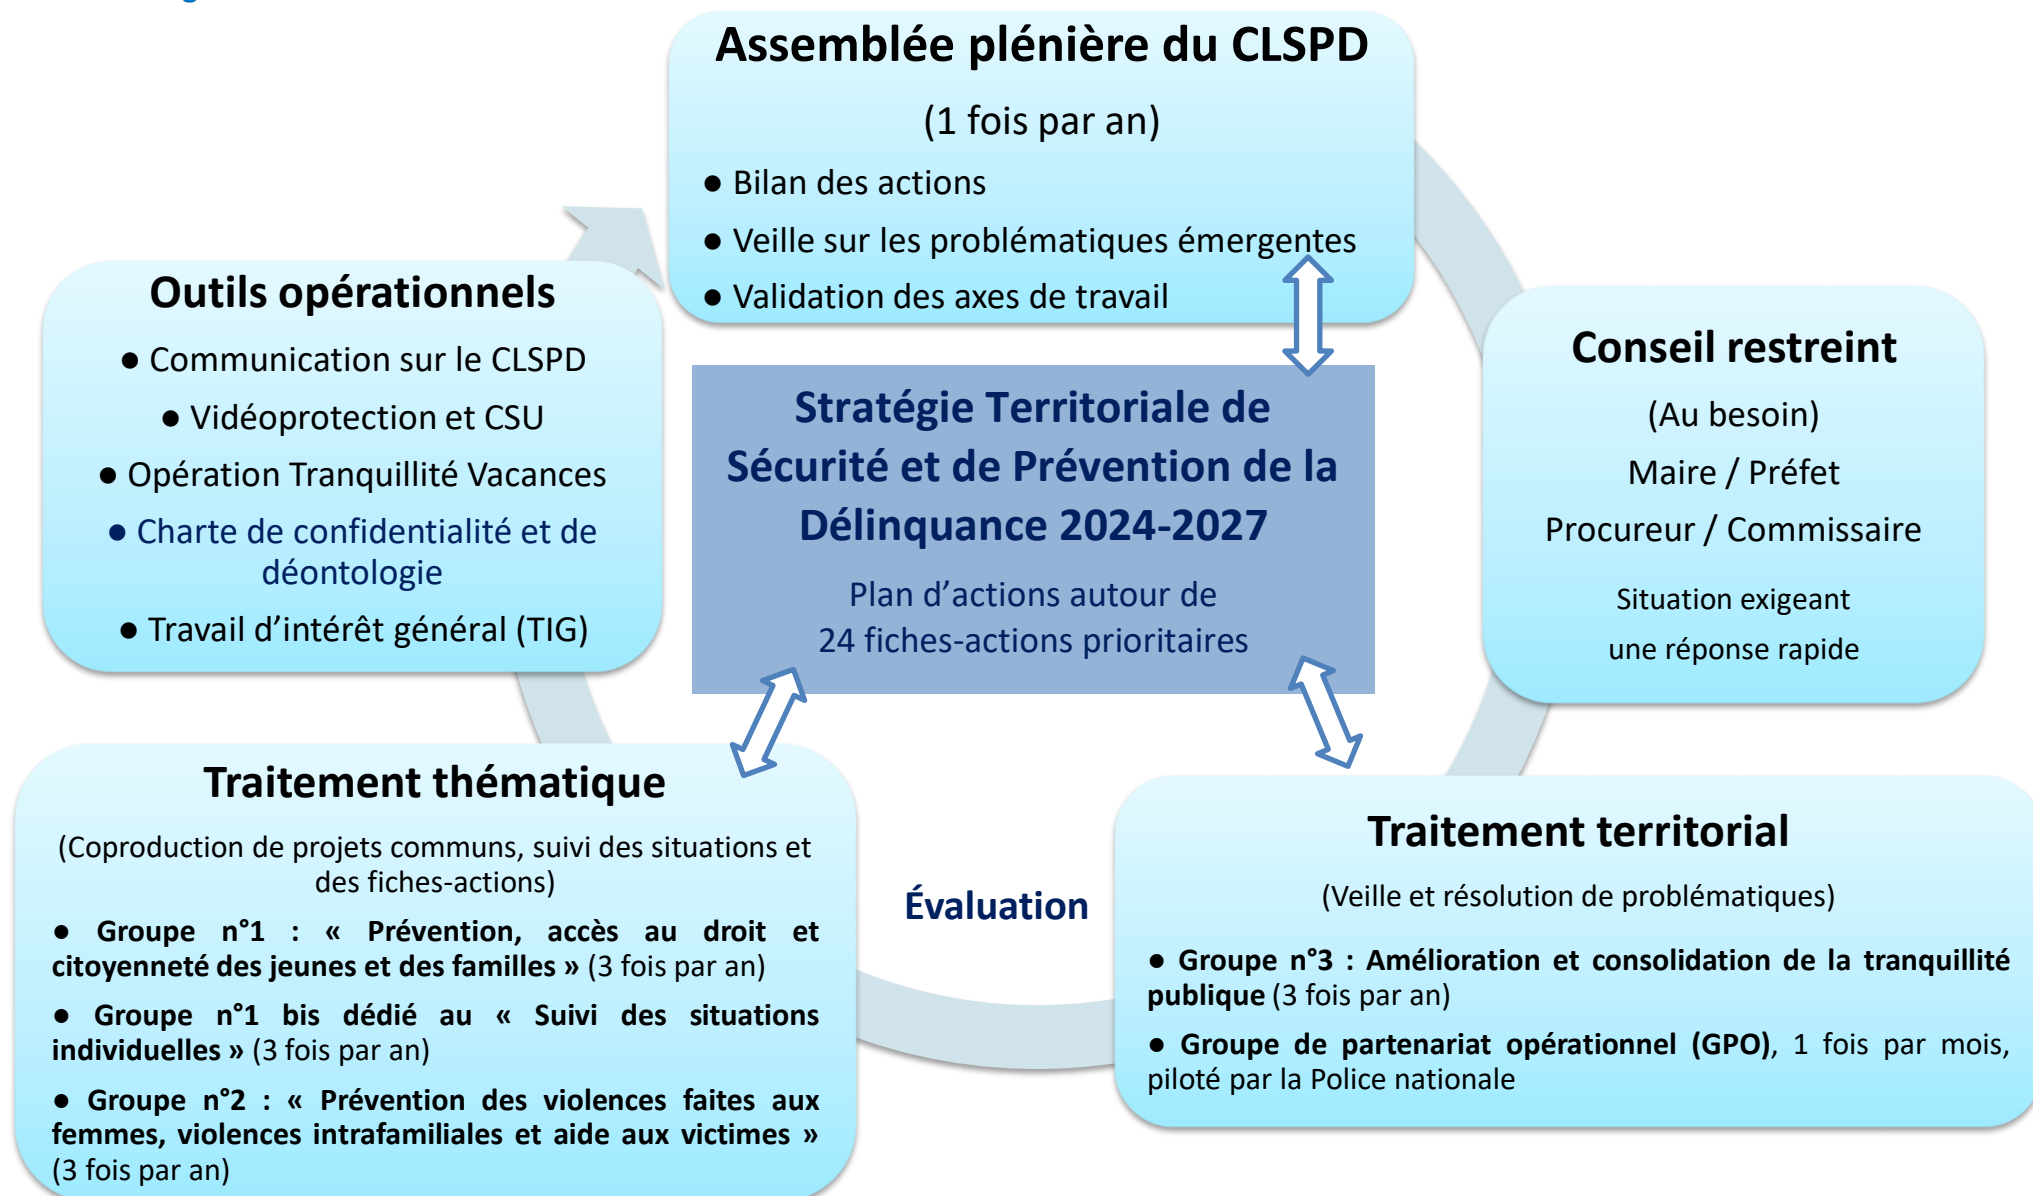 Assemblée plénière du CLSPD
(1 fois par an)
● Bilan des actions
● Veille sur les problématiques émergentes
● Validation des axes de travail
Outils opérationnels
● Communication sur le CLSPD
● Vidéoprotection et CSU
● Opération Tranquillité Vacances
● Charte de confidentialité et de
déontologie
● Travail d’intérêt général (TIG)
Stratégie Territoriale de
Sécurité et de Prévention de la
Délinquance 2024-2027
Plan d’actions autour de
24 fiches-actions prioritaires
Conseil restreint
(Au besoin)
Maire / Préfet
Procureur / Commissaire
Situation exigeant
une réponse rapide
Traitement thématique
(Coproduction de projets communs, suivi des situations et
des fiches-actions)
● Groupe n°1 : « Prévention, accès au droit et
citoyenneté des jeunes et des familles » (3 fois par an)
● Groupe n°1 bis dédié au « Suivi des situations
individuelles » (3 fois par an)
● Groupe n°2 : « Prévention des violences faites aux
femmes, violences intrafamiliales et aide aux victimes »
(3 fois par an)
Évaluation
Traitement territorial
(Veille et résolution de problématiques)
● Groupe n°3 : Amélioration et consolidation de la tranquillité
publique (3 fois par an)
● Groupe de partenariat opérationnel (GPO), 1 fois par mois,
piloté par la Police nationale